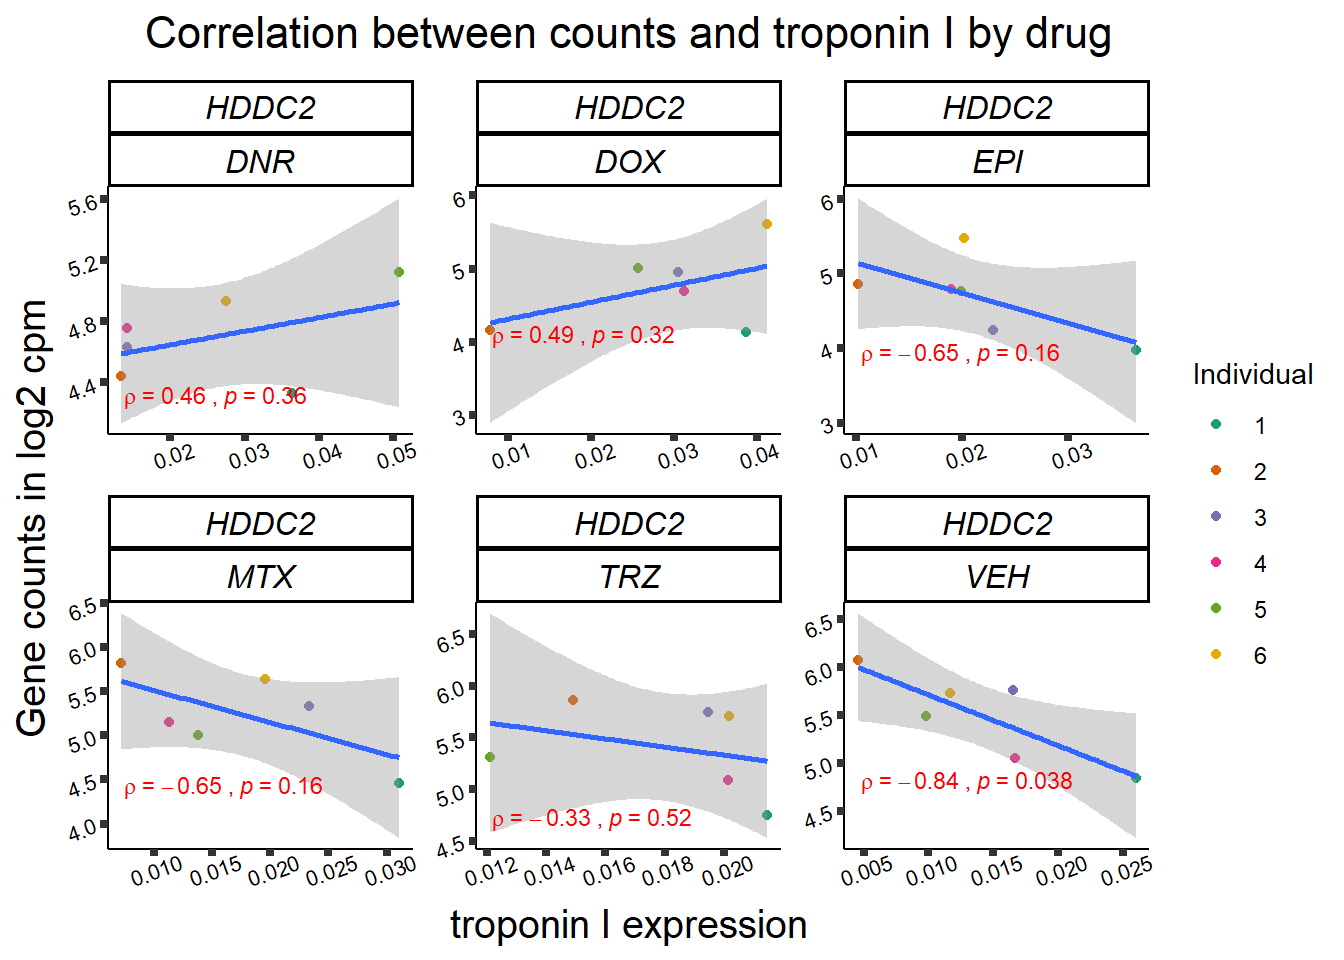 Correlation between counts and troponin I by drug
HDDC2
DNR
5.6
5.2
4.8
4.4
ρ = 0.46 , p = 0.36
0.02 0.03 0.04 0.05
HDDC2
DOX
6
5
4
3
ρ = 0.49 , p = 0.32
0.01 0.02 0.03 0.04
HDDC2
EPI
6
5
4
3
ρ = −0.65 , p = 0.16
0.01 0.02 0.03
HDDC2
MTX
6.5
6.0
5.5
5.0
4.5
4.0
ρ = −0.65 , p = 0.16
0.010 0.015 0.020 0.025 0.030
HDDC2
TRZ
6.5
6.0
5.5
5.0
4.5
ρ = −0.33 , p = 0.52
0.012 0.014 0.016 0.018 0.020
HDDC2
VEH
6.5
6.0
5.5
5.0
4.5
ρ = −0.84 , p = 0.038
0.005 0.010 0.015 0.020 0.025
Gene counts in log2 cpm
troponin I expression
Individual
1
2
3
4
5
6